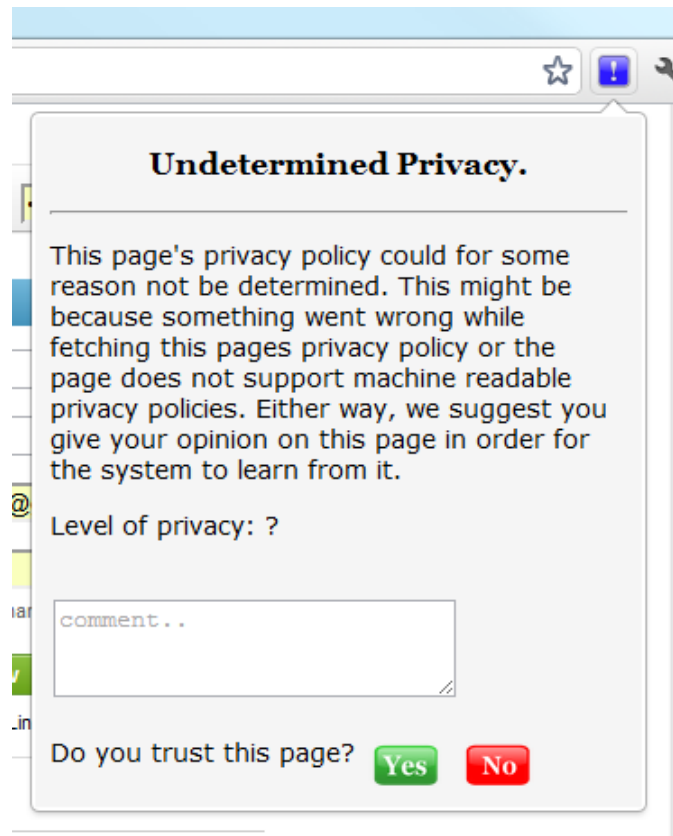 !
Undetermined Privacy.
This page's privacy policy could for some
reason not be determined. This might be
because something went wrong while
fetching this pages privacy policy or the
page does not support machine readable
privacy policies. Either way, we suggest you
give your opinion on this page in order for
the system to learn from it.
@
Level of privacy: ?
comment..
Do you trust this page? Yes No